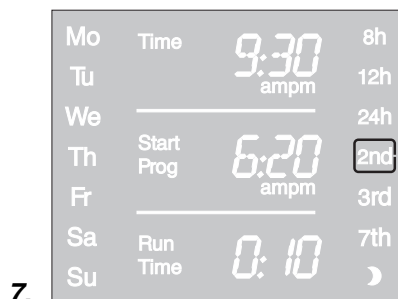 Mo Time 9:30 8h
Tu ampm 12h
We 24h
Th Start Prog 6:20 2nd
Fr ampm 3rd
Sa Run Time 0:10 7th
Su
7.